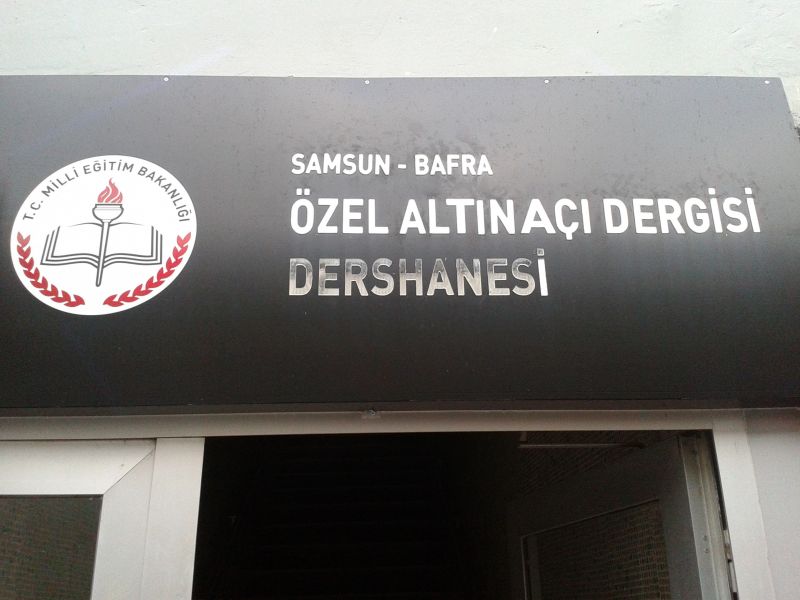 T.C. MİLLİ EĞİTİM BAKANLIĞI
SAMSUN - BAFRA
ÖZEL ALTINAÇI DERGİSİ
DERSHANESİ